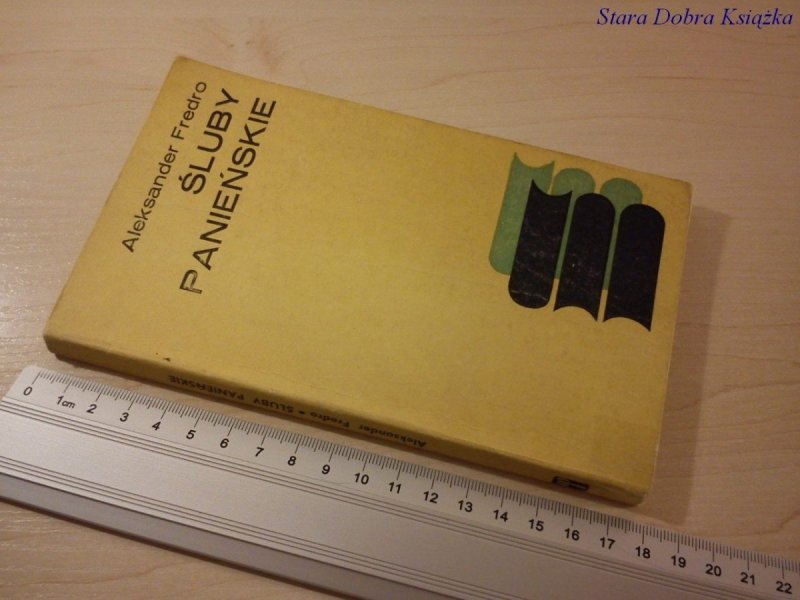 Stara Dobra Książka
Aleksander Fredro
ŚLUBY
PANIEŃSKIE
Aleksander Fredro • ŚLUBY PANIEŃSKIE
0 1cm 2 3 4 5 6 7 8 9 10 11 12 13 14 15 16 17 18 19 20 21 22